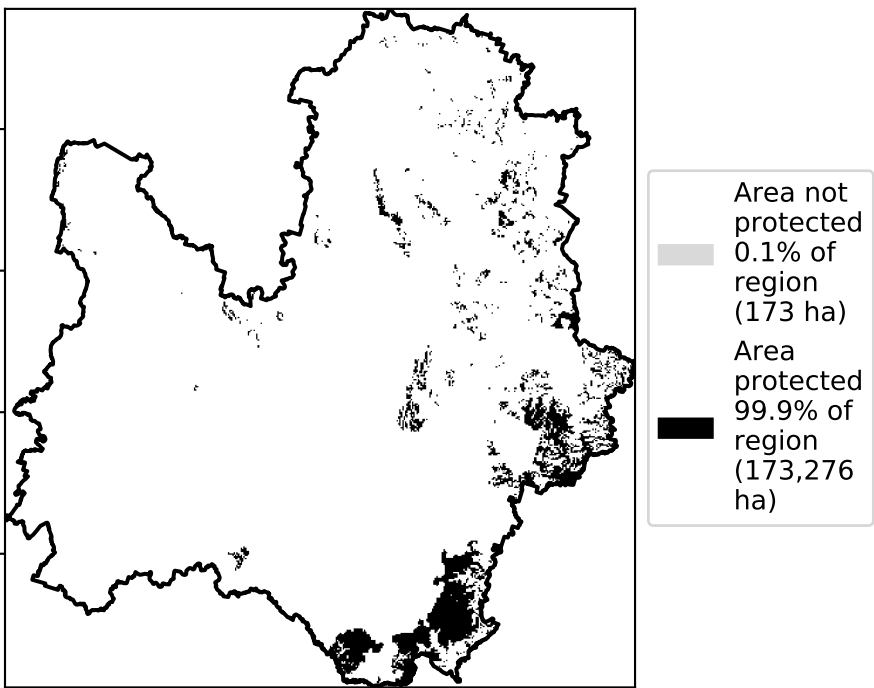 Area not
protected
0.1% of
region
(173 ha)
Area
protected
99.9% of
region
(173,276
ha)